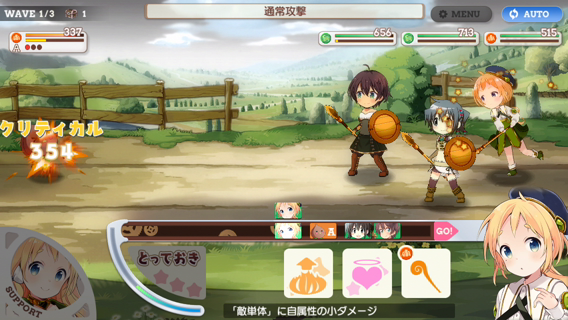 WAVE 1/3 1
通常攻撃
MENU
AUTO
337
A
656
713
515
クリティカル
354
A
GO!
とっておき
SUPPORT
「敵単体」に自属性の小ダメージ